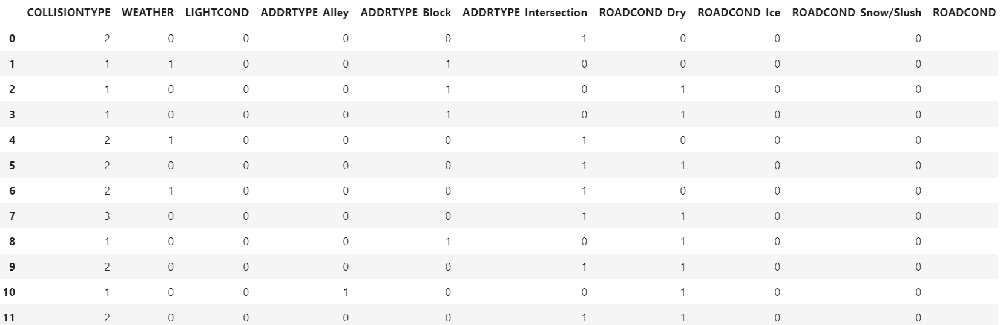 COLLISIONTYPE WEATHER LIGHTCOND ADDRTYPE_Alley ADDRTYPE_Block ADDRTYPE_Intersection ROADCOND_Dry ROADCOND_Ice ROADCOND_Snow/Slush ROADCOND_
0 2 0 0 0 0 1 0 0 0
1 1 1 0 0 1 0 0 0 0
2 1 0 0 0 1 0 1 0 0
3 1 0 0 0 1 0 1 0 0
4 2 1 0 0 0 1 0 0 0
5 2 0 0 0 0 1 1 0 0
6 2 1 0 0 0 1 0 0 0
7 3 0 0 0 0 1 1 0 0
8 1 0 0 0 1 0 1 0 0
9 2 0 0 0 0 1 1 0 0
10 1 0 0 1 0 0 1 0 0
11 2 0 0 0 0 1 1 0 0